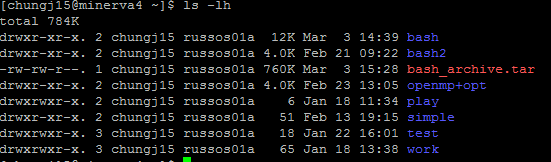 [chungj15@minerva4 ~]$ ls -lh
total 784K
drwxr-xr-x. 2 chungj15 russos01a  12K Mar  3 14:39 bash
drwxr-xr-x. 2 chungj15 russos01a 4.0K Feb 21 09:22 bash2
-rw-rw-r--. 1 chungj15 russos01a 760K Mar  3 15:28 bash_archive.tar
drwxr-xr-x. 2 chungj15 russos01a 4.0K Feb 23 13:05 openmp+opt
drwxrwxr-x. 2 chungj15 russos01a    6 Jan 18 11:34 play
drwxr-xr-x. 2 chungj15 russos01a   51 Feb 13 19:15 simple
drwxrwxr-x. 3 chungj15 russos01a   18 Jan 22 16:01 test
drwxrwxr-x. 3 chungj15 russos01a   65 Jan 18 13:38 work